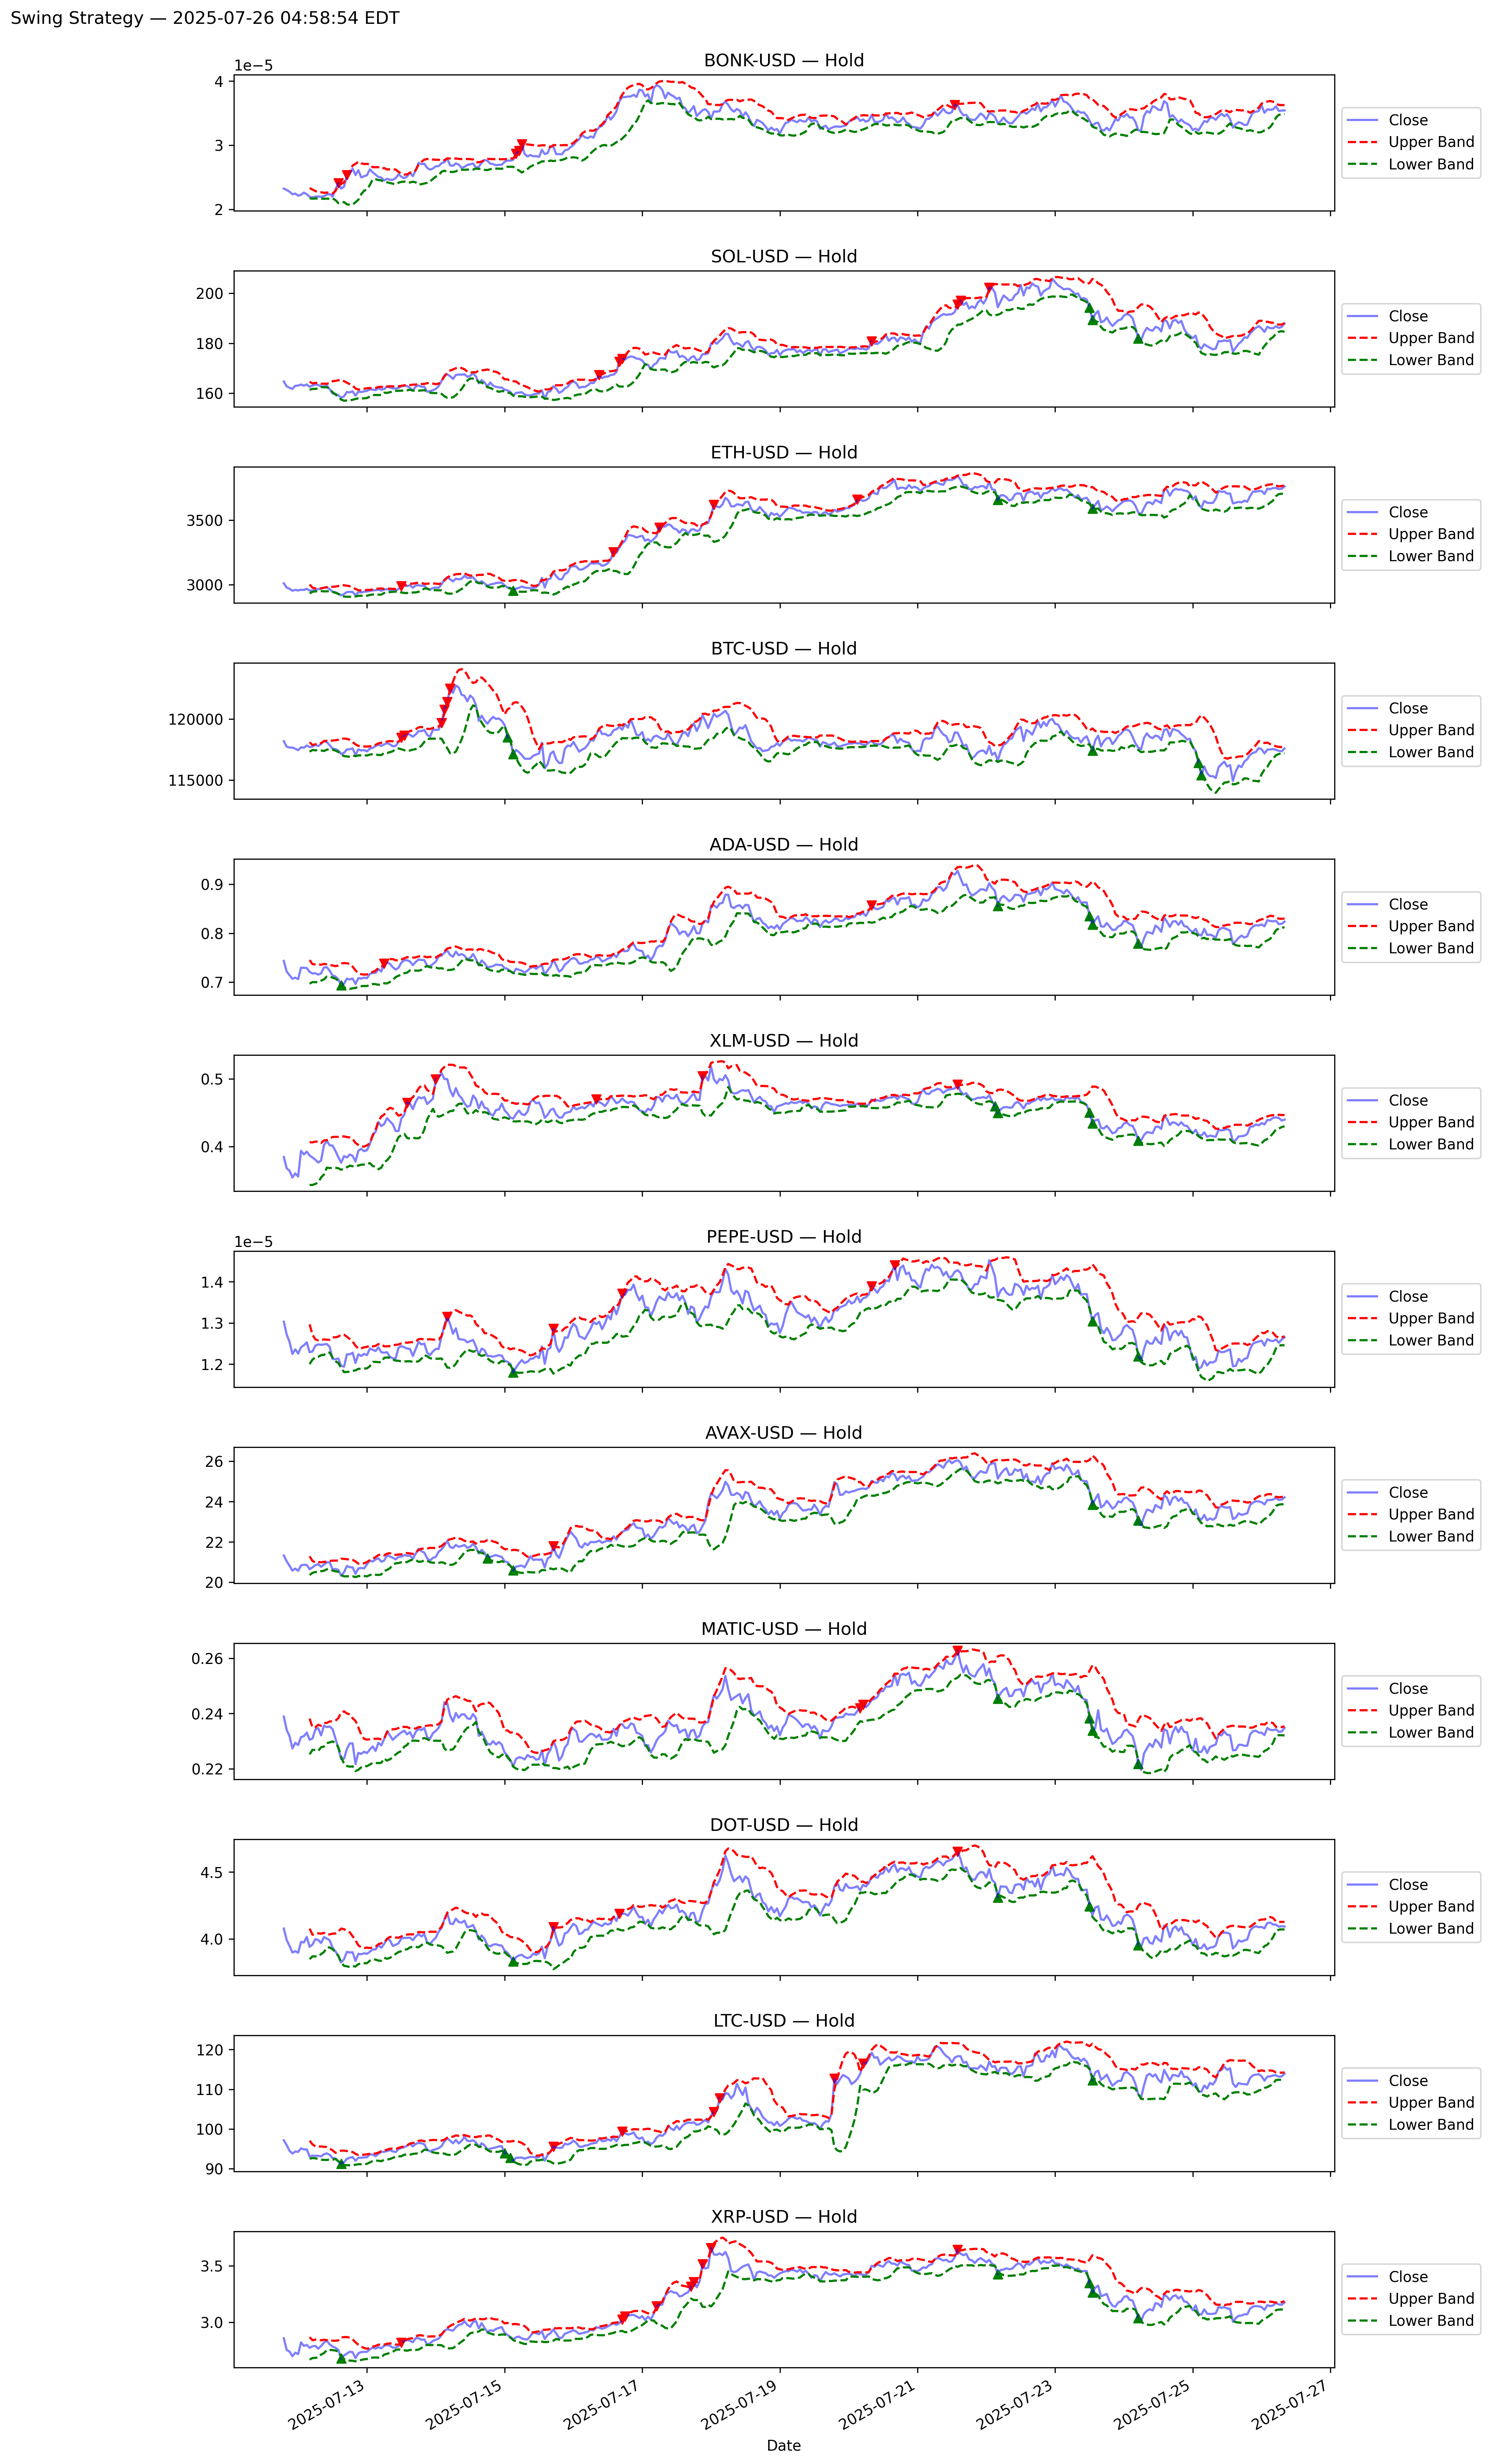 Swing Strategy — 2025-07-26 04:58:54 EDT
BONK-USD — Hold
1e−5
4
3
2
Close
Upper Band
Lower Band
SOL-USD — Hold
200
180
160
Close
Upper Band
Lower Band
ETH-USD — Hold
3500
3000
Close
Upper Band
Lower Band
BTC-USD — Hold
120000
115000
Close
Upper Band
Lower Band
ADA-USD — Hold
0.9
0.8
0.7
Close
Upper Band
Lower Band
XLM-USD — Hold
0.5
0.4
Close
Upper Band
Lower Band
PEPE-USD — Hold
1e−5
1.4
1.3
1.2
Close
Upper Band
Lower Band
AVAX-USD — Hold
26
24
22
20
Close
Upper Band
Lower Band
MATIC-USD — Hold
0.26
0.24
0.22
Close
Upper Band
Lower Band
DOT-USD — Hold
4.5
4.0
Close
Upper Band
Lower Band
LTC-USD — Hold
120
110
100
90
Close
Upper Band
Lower Band
XRP-USD — Hold
3.5
3.0
Close
Upper Band
Lower Band
2025-07-13
2025-07-15
2025-07-17
2025-07-19
2025-07-21
2025-07-23
2025-07-25
2025-07-27
Date